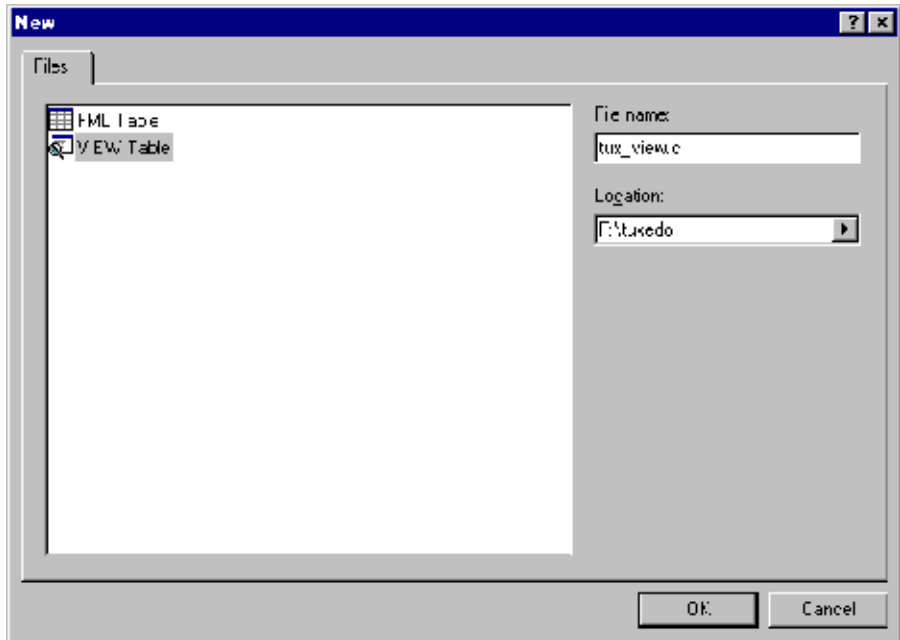 New
Files
FML Table
VIEW Table
File name:
tux_view.c
Location:
\tuxedo
OK
Cancel